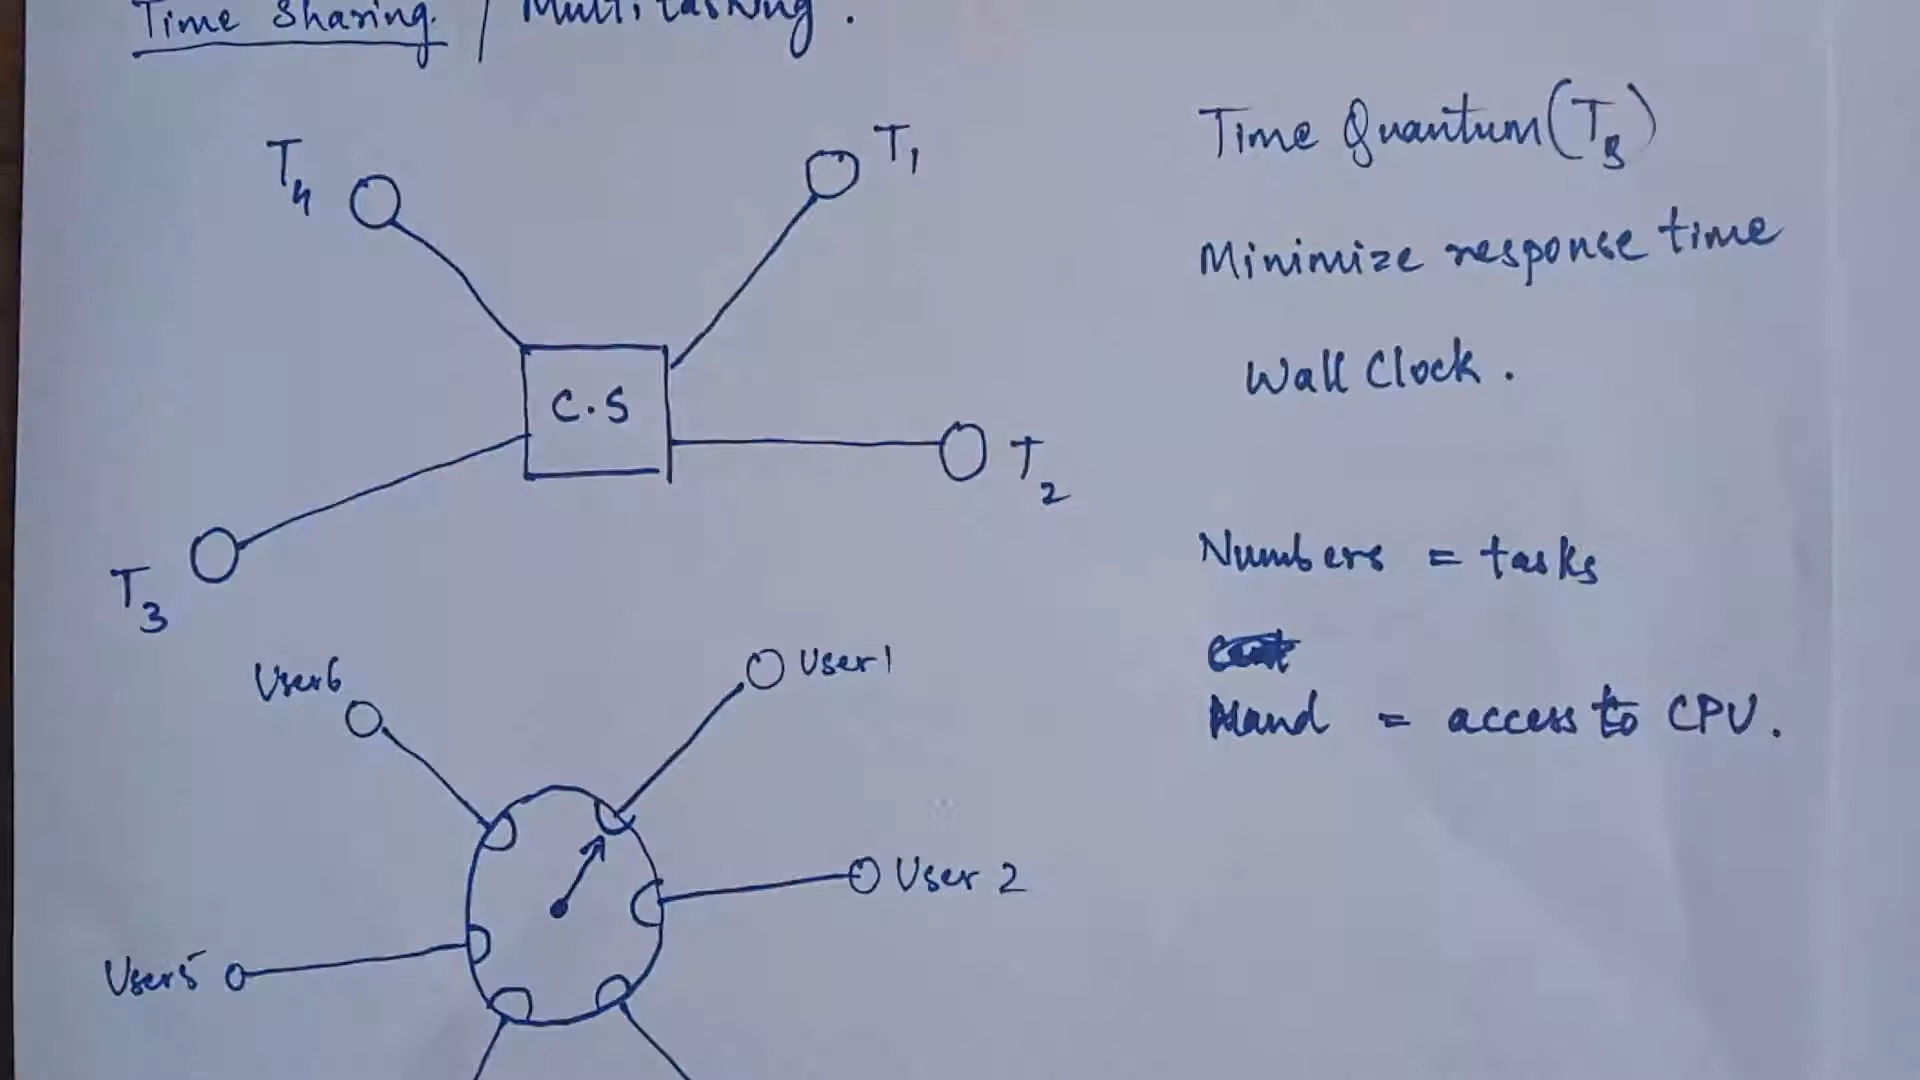 Time Sharing. / Multitasking.
T4
T1
C.S
T2
T3
Time Quantum (Tq)
Minimize response time
Wall Clock.
Numbers = tasks
Hand = access to CPU.
User6
User1
User 2
User5